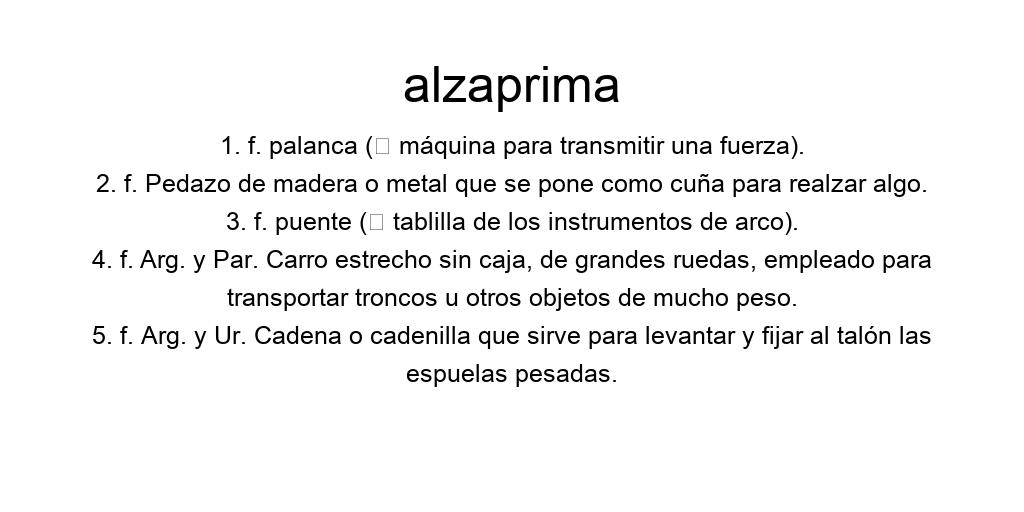 alzaprima
1. f. palanca (□ máquina para transmitir una fuerza).
2. f. Pedazo de madera o metal que se pone como cuña para realzar algo.
3. f. puente (□ tablilla de los instrumentos de arco).
4. f. Arg. y Par. Carro estrecho sin caja, de grandes ruedas, empleado para
transportar troncos u otros objetos de mucho peso.
5. f. Arg. y Ur. Cadena o cadenilla que sirve para levantar y fijar al talón las
espuelas pesadas.